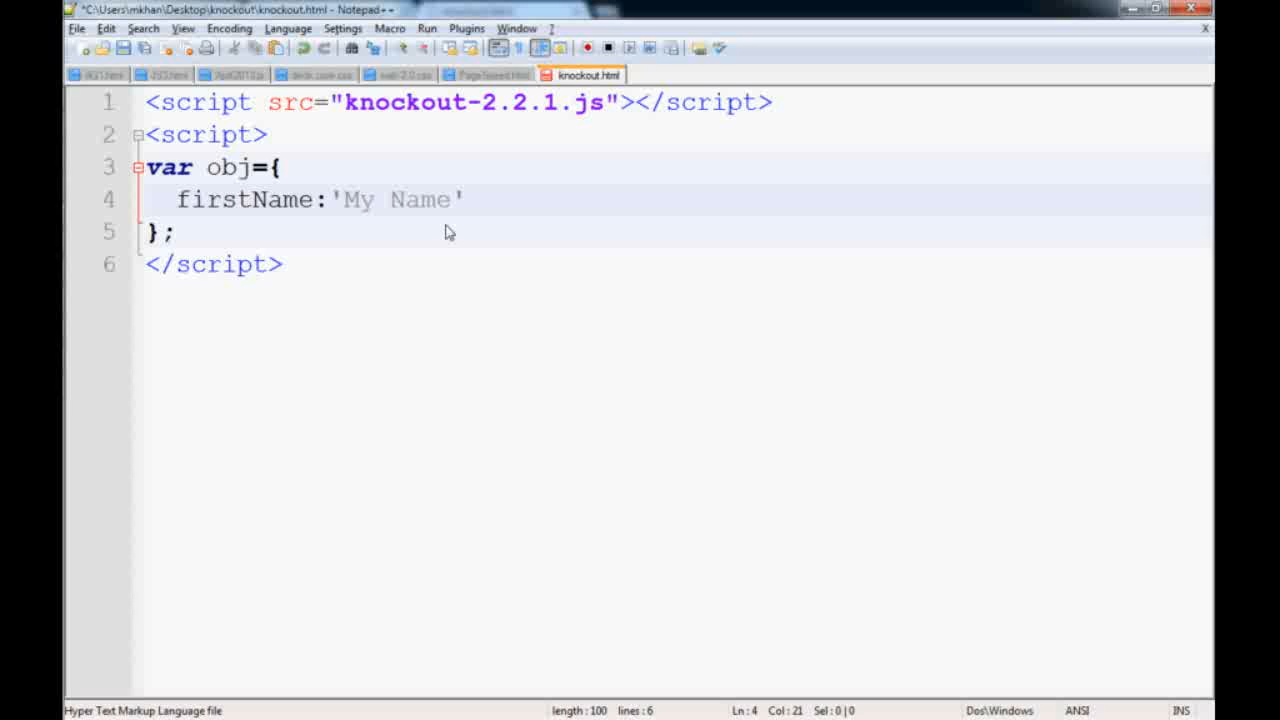 *C:\Users\mkhan\Desktop\knockout\knockout.html - Notepad++
File Edit Search View Encoding Language Settings Macro Run Plugins Window ? X
knockout.html
1 <script src="knockout-2.2.1.js"></script>
2 <script>
3 var obj={
4 firstName:'My Name'
5 };
6 </script>
Hyper Text Markup Language file length : 100 lines : 6 Ln : 4 Col : 21 Sel : 0 | 0 Dos\Windows ANSI INS